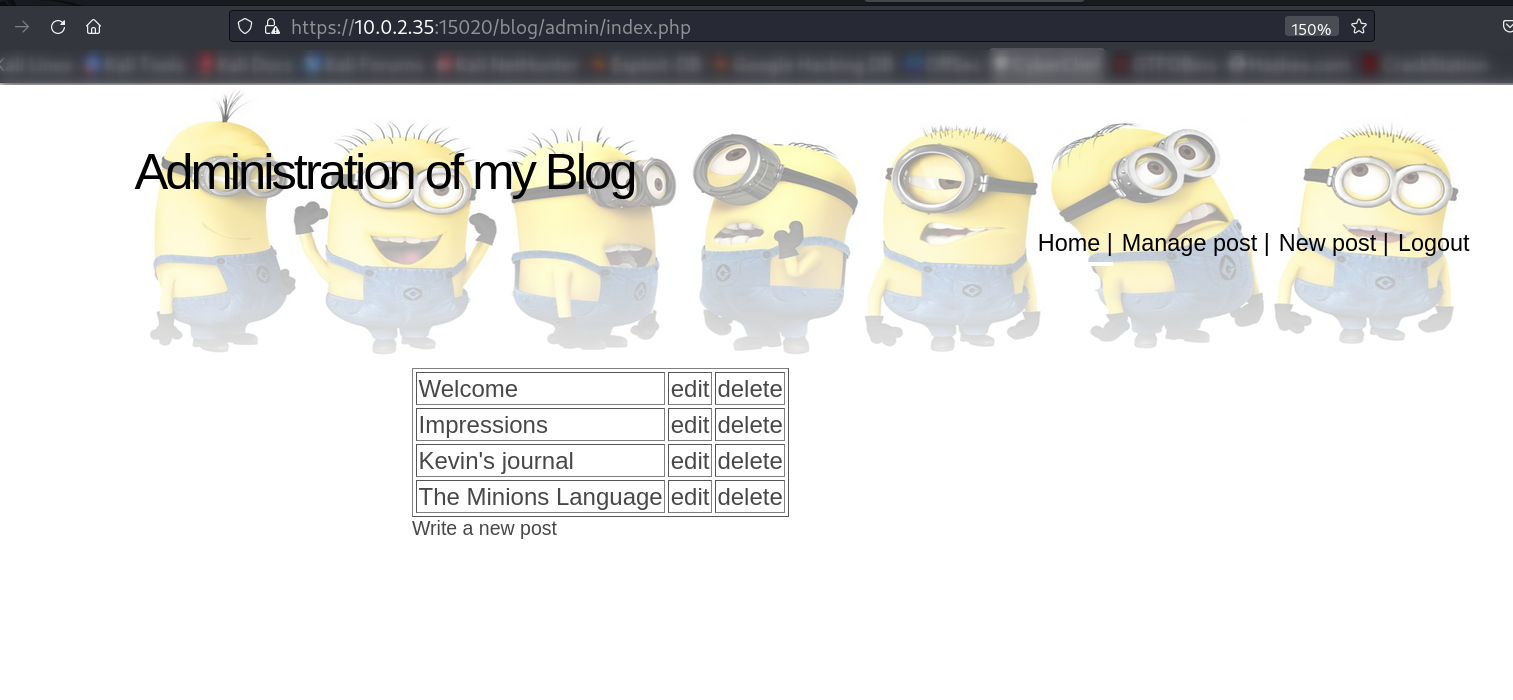 https://10.0.2.35:15020/blog/admin/index.php 150%
Administration of my Blog
Home | Manage post | New post | Logout
Welcome edit delete
Impressions edit delete
Kevin's journal edit delete
The Minions Language edit delete
Write a new post